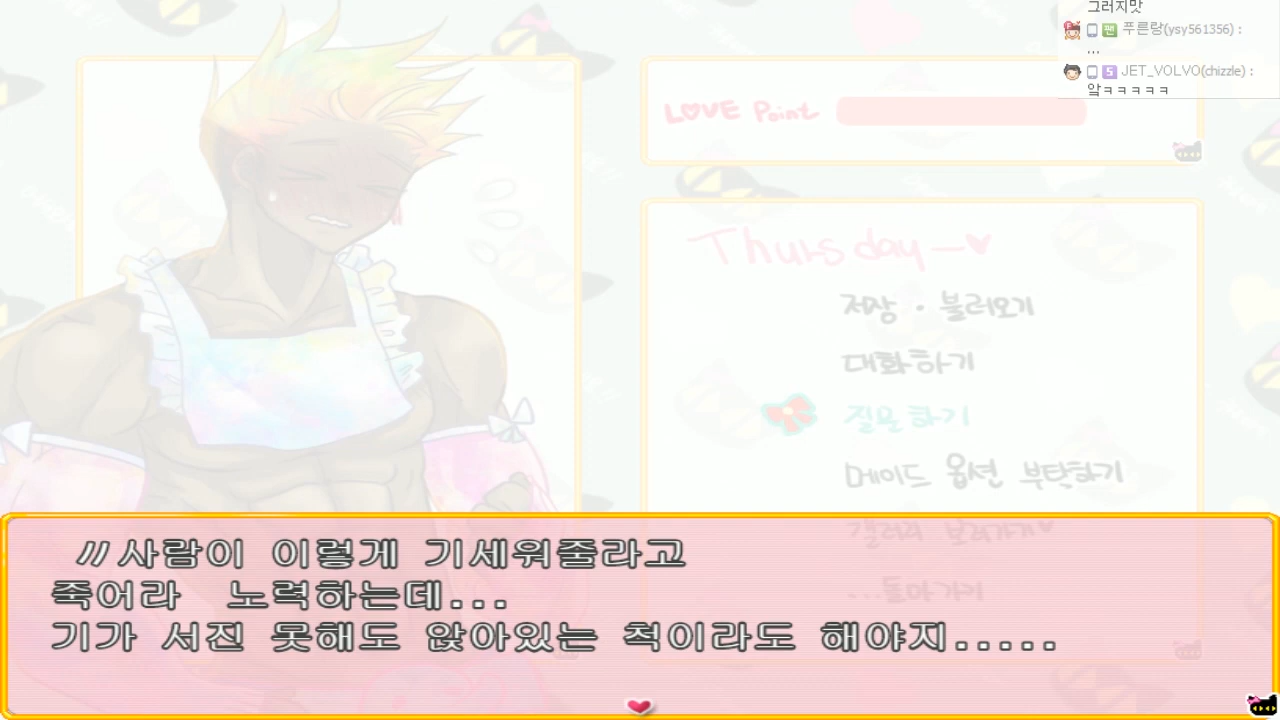 그러지맛
팬 푸른랑(ysy561356) :
...
5 JET_VOLVO(chizzle) :
앜ㅋㅋㅋㅋㅋ
LOVE Point
Thursday
저장 · 불러오기
대화하기
질문하기
메이드 옵션 부탁하기
갤러리 보러가기
...돌아가기
〃사람이 이렇게 기세워줄라고
죽어라 노력하는데...
기가 서진 못해도 앉아있는 척이라도 해야지.....